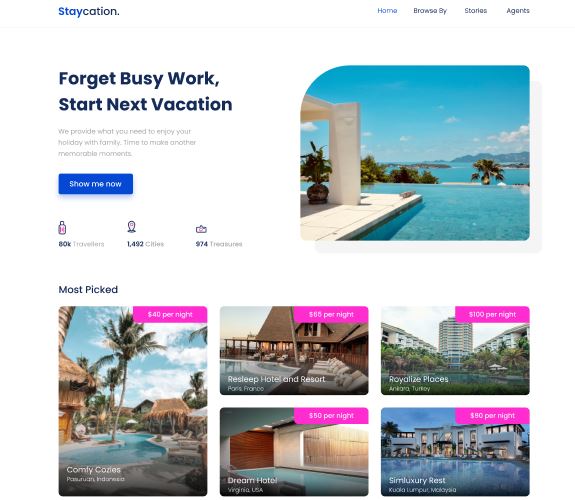 Staycation.
Home Browse By Stories Agents
Forget Busy Work,
Start Next Vacation
We provide what you need to enjoy your
holiday with family. Time to make another
memorable moments.
Show me now
80k Travellers
1,492 Cities
974 Treasures
Most Picked
$40 per night
Comfy Cozies
Pasuruan, Indonesia
$65 per night
Resleep Hotel and Resort
Paris, France
$100 per night
Royalize Places
Ankara, Turkey
$50 per night
Dream Hotel
Virginia, USA
$90 per night
Simluxury Rest
Kuala Lumpur, Malaysia